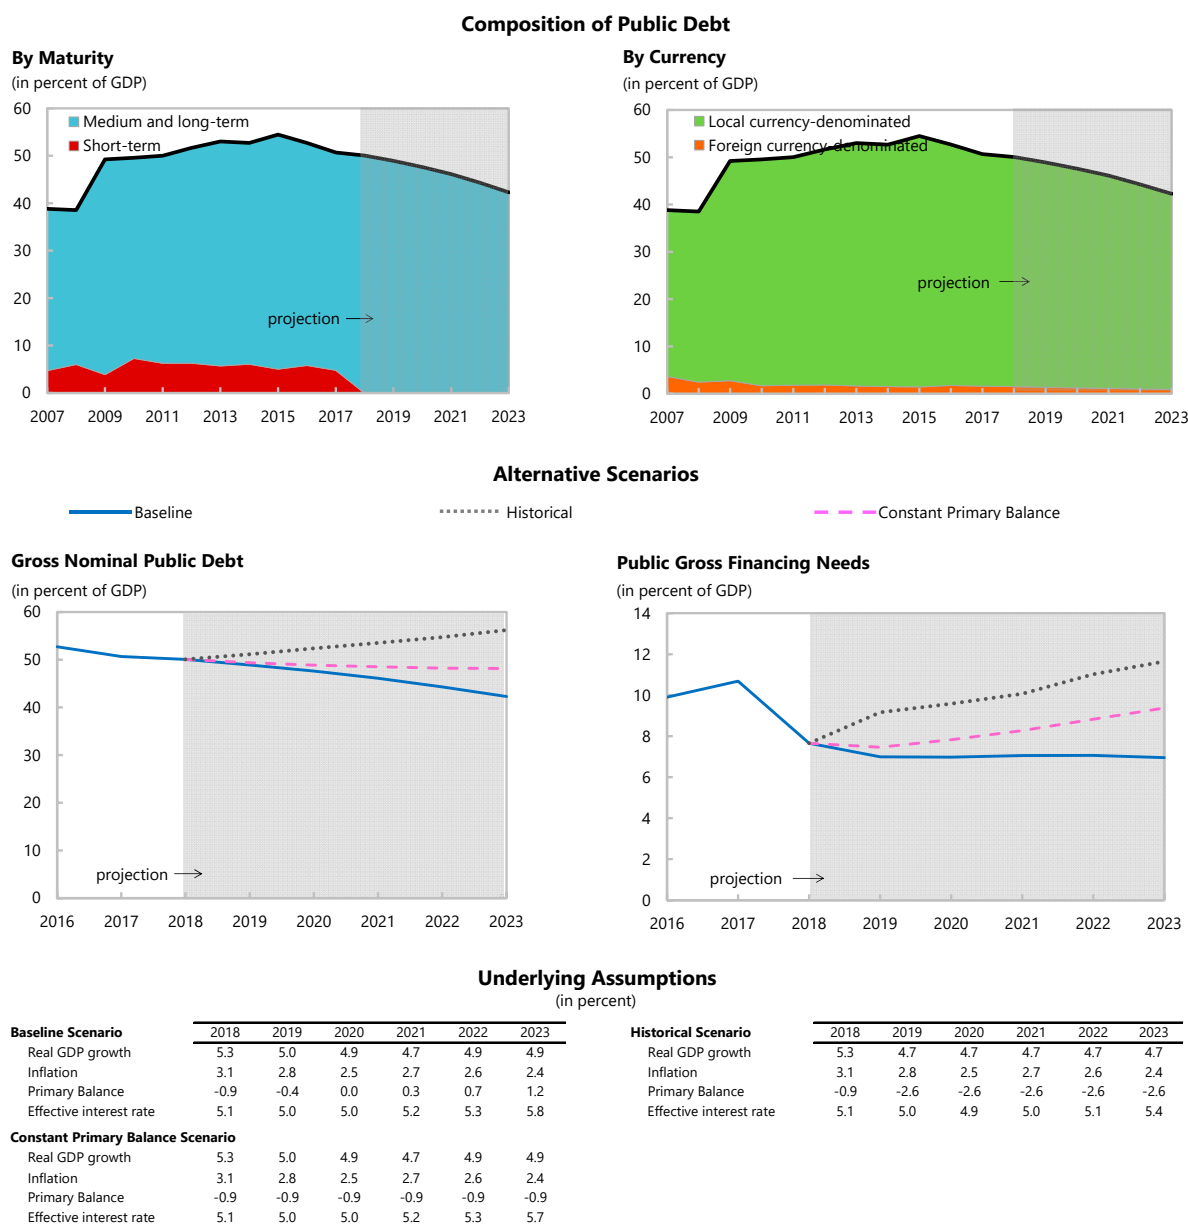 Composition of Public Debt
By Maturity
(in percent of GDP)
60
50
40
30
20
10
0
Medium and long-term
Short-term
projection
2007 2009 2011 2013 2015 2017 2019 2021 2023
By Currency
(in percent of GDP)
60
50
40
30
20
10
0
Local currency-denominated
Foreign currency-denominated
projection
2007 2009 2011 2013 2015 2017 2019 2021 2023
Alternative Scenarios
Baseline Historical Constant Primary Balance
Gross Nominal Public Debt
(in percent of GDP)
60
50
40
30
20
10
0
projection
2016 2017 2018 2019 2020 2021 2022 2023
Public Gross Financing Needs
(in percent of GDP)
14
12
10
8
6
4
2
0
projection
2016 2017 2018 2019 2020 2021 2022 2023
Underlying Assumptions
(in percent)
Baseline Scenario 2018 2019 2020 2021 2022 2023
Real GDP growth 5.3 5.0 4.9 4.7 4.9 4.9
Inflation 3.1 2.8 2.5 2.7 2.6 2.4
Primary Balance -0.9 -0.4 0.0 0.3 0.7 1.2
Effective interest rate 5.1 5.0 5.0 5.2 5.3 5.8
Constant Primary Balance Scenario
Real GDP growth 5.3 5.0 4.9 4.7 4.9 4.9
Inflation 3.1 2.8 2.5 2.7 2.6 2.4
Primary Balance -0.9 -0.9 -0.9 -0.9 -0.9 -0.9
Effective interest rate 5.1 5.0 5.0 5.2 5.3 5.7
Historical Scenario 2018 2019 2020 2021 2022 2023
Real GDP growth 5.3 4.7 4.7 4.7 4.7 4.7
Inflation 3.1 2.8 2.5 2.7 2.6 2.4
Primary Balance -0.9 -2.6 -2.6 -2.6 -2.6 -2.6
Effective interest rate 5.1 5.0 4.9 5.0 5.1 5.4